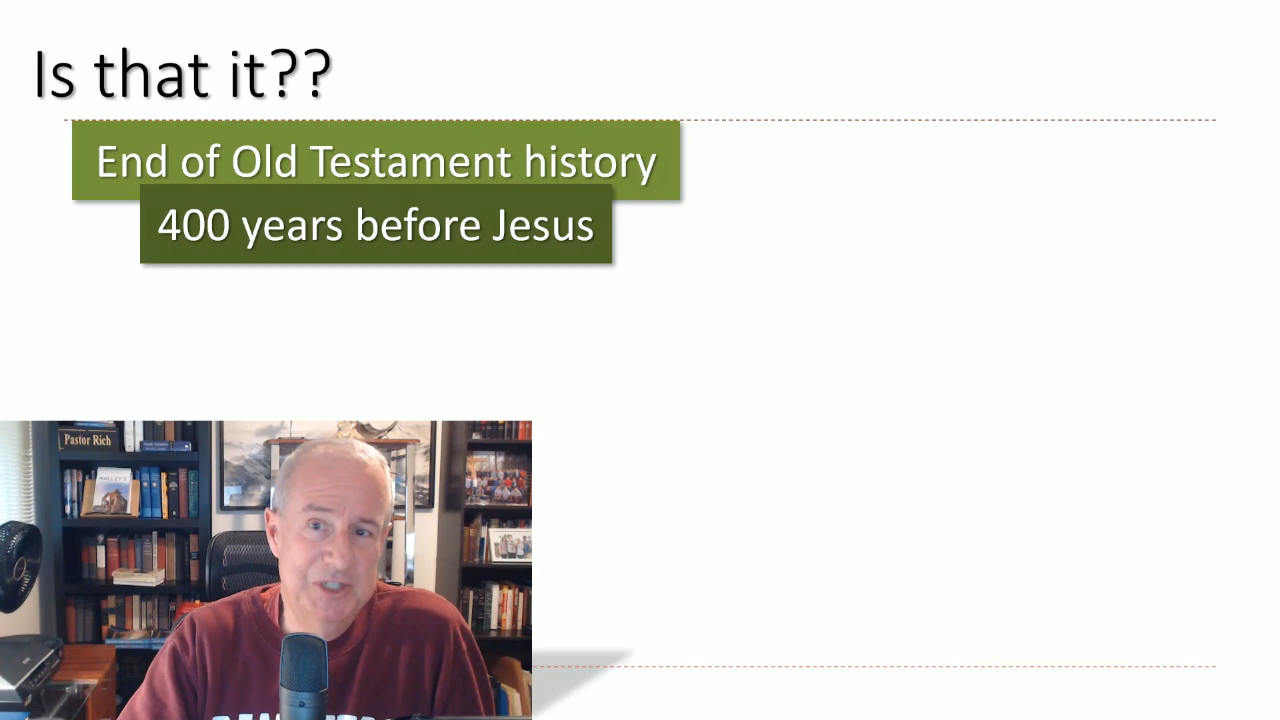 Is that it??
End of Old Testament history
400 years before Jesus
Pastor Rich